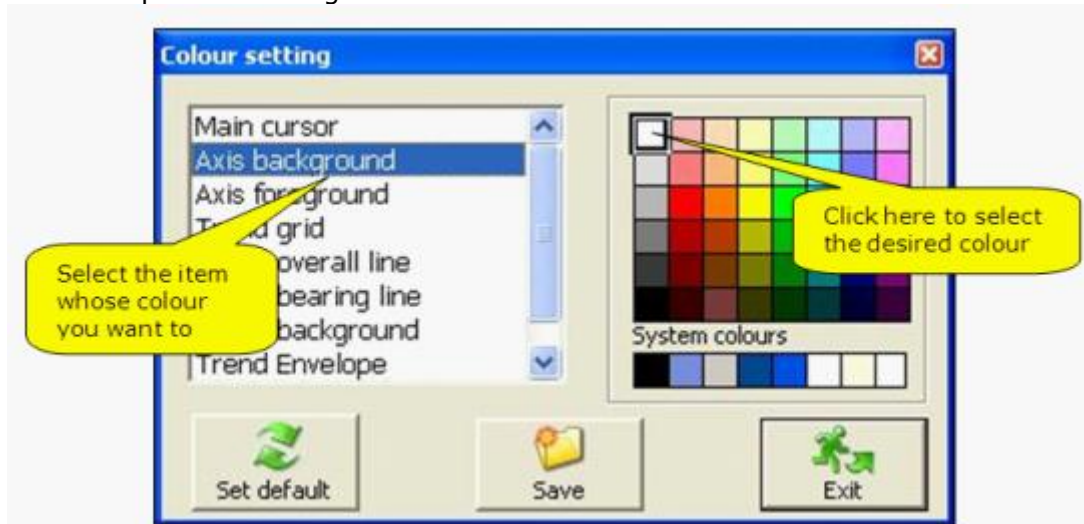 Colour setting
Main cursor
Axis background
Axis foreground
grid
overall line
bearing line
background
Trend Envelope
Select the item
whose colour
you want to
Click here to select
the desired colour
System colours
Set default
Save
Exit